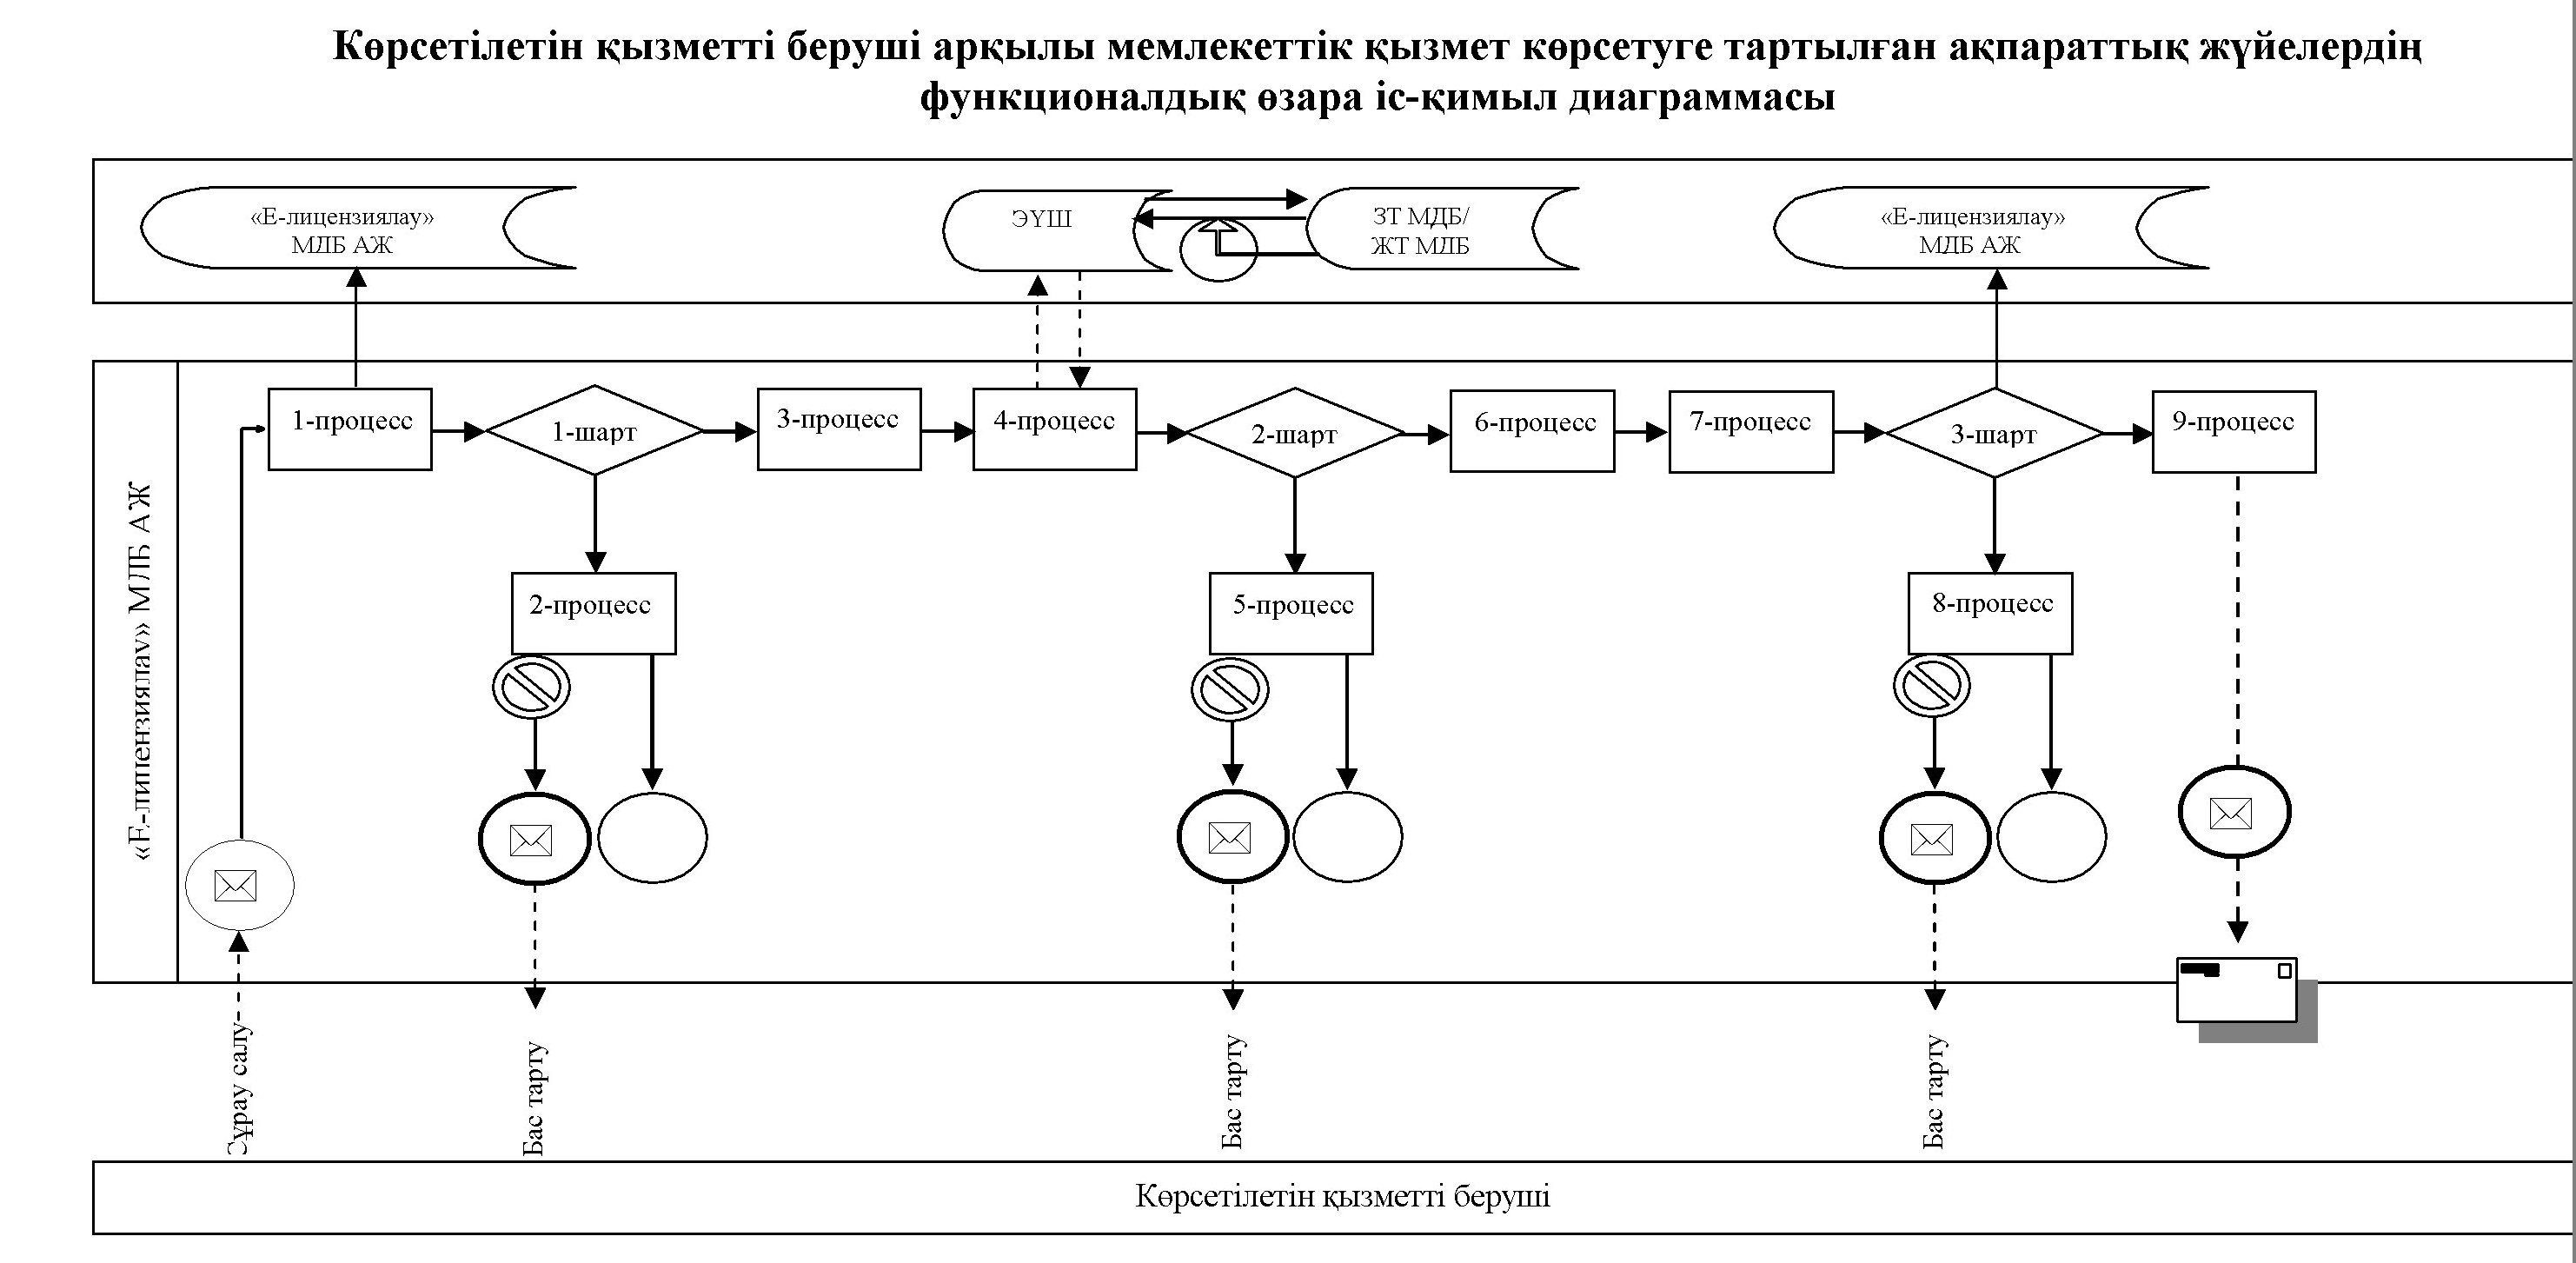 Көрсетілетін қызметті беруші арқылы мемлекеттік қызмет көрсетуге тартылған ақпараттық жүйелердің
функционалдық өзара іс-қимыл диаграммасы
«Е-лицензиялау»
МДБ АЖ
ЭҮШ
ЗТ МДБ/
ЖТ МДБ
«Е-лицензиялау»
МДБ АЖ
«Е-лицензиялау» МДБ АЖ
1-процесс
1-шарт
3-процесс
4-процесс
2-шарт
6-процесс
7-процесс
3-шарт
9-процесс
2-процесс
5-процесс
8-процесс
Сұрау салу
Бас тарту
Бас тарту
Бас тарту
Көрсетілетін қызметті беруші